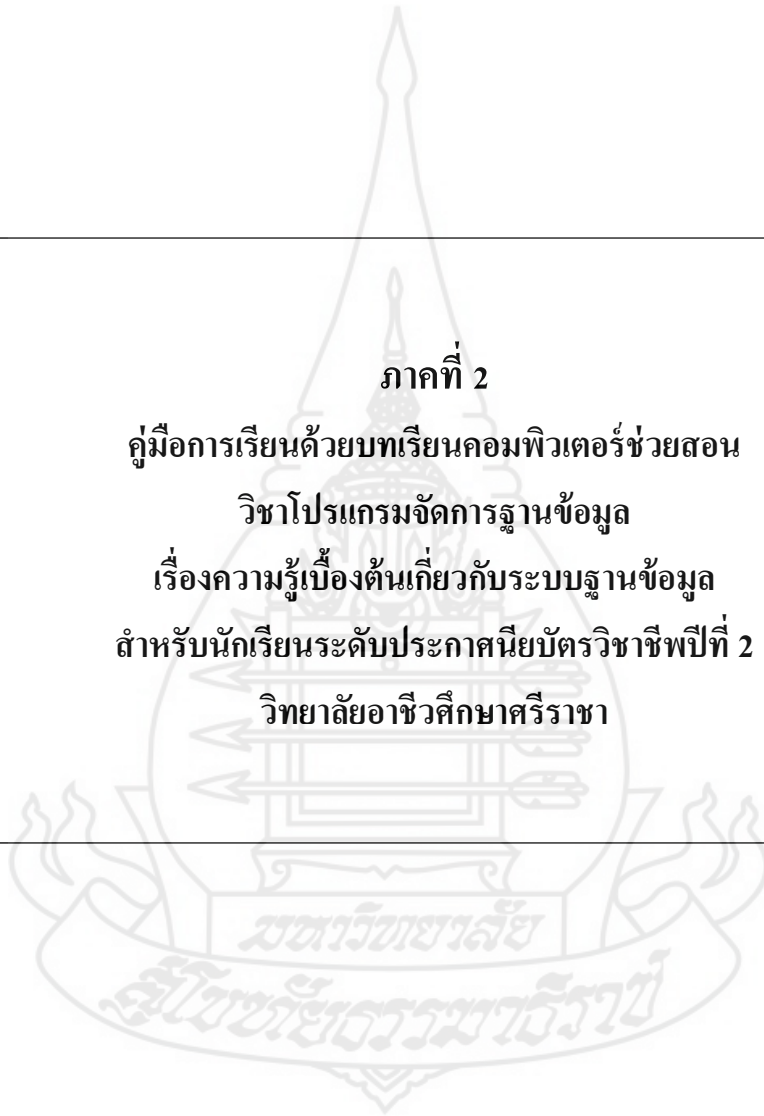 ภาคที่ 2
คู่มือการเรียนด้วยบทเรียนคอมพิวเตอร์ช่วยสอน
วิชาโปรแกรมจัดการฐานข้อมูล
เรื่องความรู้เบื้องต้นเกี่ยวกับระบบฐานข้อมูล
สำหรับนักเรียนระดับประกาศนียบัตรวิชาชีพปีที่ 2
วิทยาลัยอาชีวศึกษาศรีราชา
มหาวิทยาลัย
สุโขทัยธรรมาธิราช